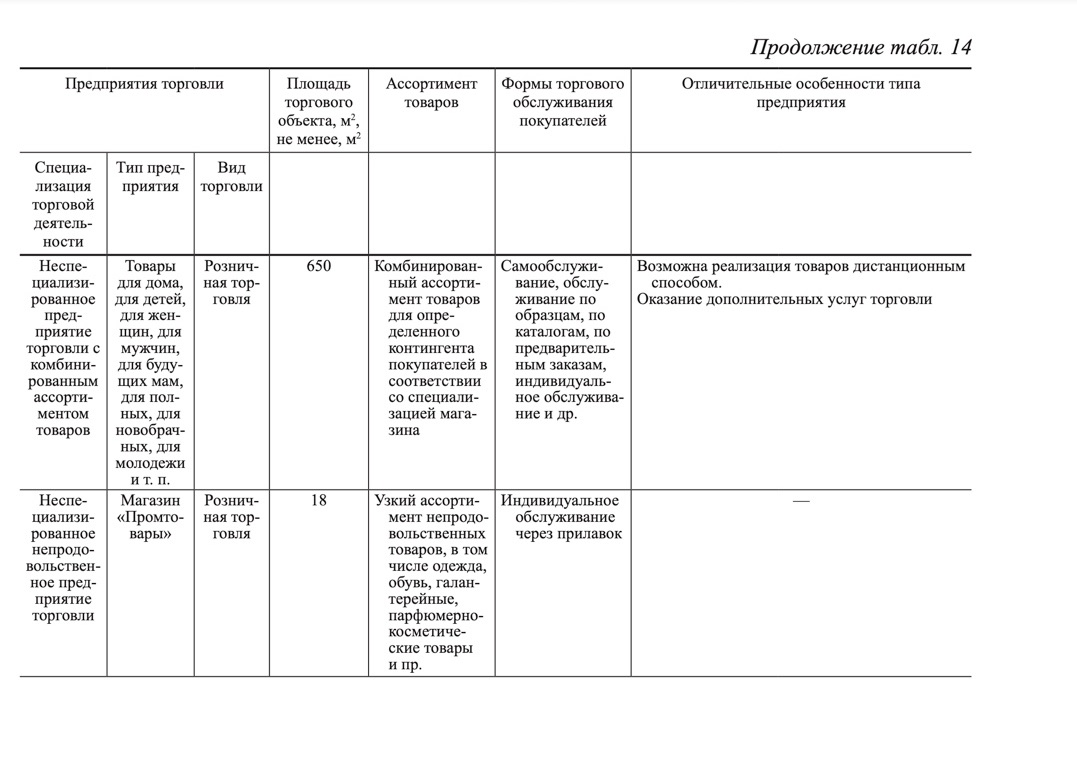 Продолжение табл. 14
Предприятия торговли
Площадь
торгового
объекта, м²,
не менее, м²
Ассортимент
товаров
Формы торгового
обслуживания
покупателей
Отличительные особенности типа
предприятия
Специа-
лизация
торговой
деятель-
ности
Тип пред-
приятия
Вид
торговли
Неспе-
циализи-
рованное
пред-
приятие
торговли с
комбини-
рованным
ассорти-
ментом
товаров
Товары
для дома,
для детей,
для жен-
щин, для
мужчин,
для буду-
щих мам,
для пол-
ных, для
новобрач-
ных, для
молодежи
и т. п.
Рознич-
ная тор-
говля
650
Комбинирован-
ный ассорти-
мент товаров
для опре-
деленного
контингента
покупателей в
соответствии
со специали-
зацией мага-
зина
Самообслужи-
вание, обслу-
живание по
образцам, по
каталогам, по
предваритель-
ным заказам,
индивидуаль-
ное обслужива-
ние и др.
Возможна реализация товаров дистанционным
способом.
Оказание дополнительных услуг торговли
Неспе-
циализи-
рованное
непродо-
вольствен-
ное пред-
приятие
торговли
Магазин
«Промто-
вары»
Рознич-
ная тор-
говля
18
Узкий ассорти-
мент непродо-
вольственных
товаров, в том
числе одежда,
обувь, галан-
терейные,
парфюмерно-
косметиче-
ские товары
и пр.
Индивидуальное
обслуживание
через прилавок
—